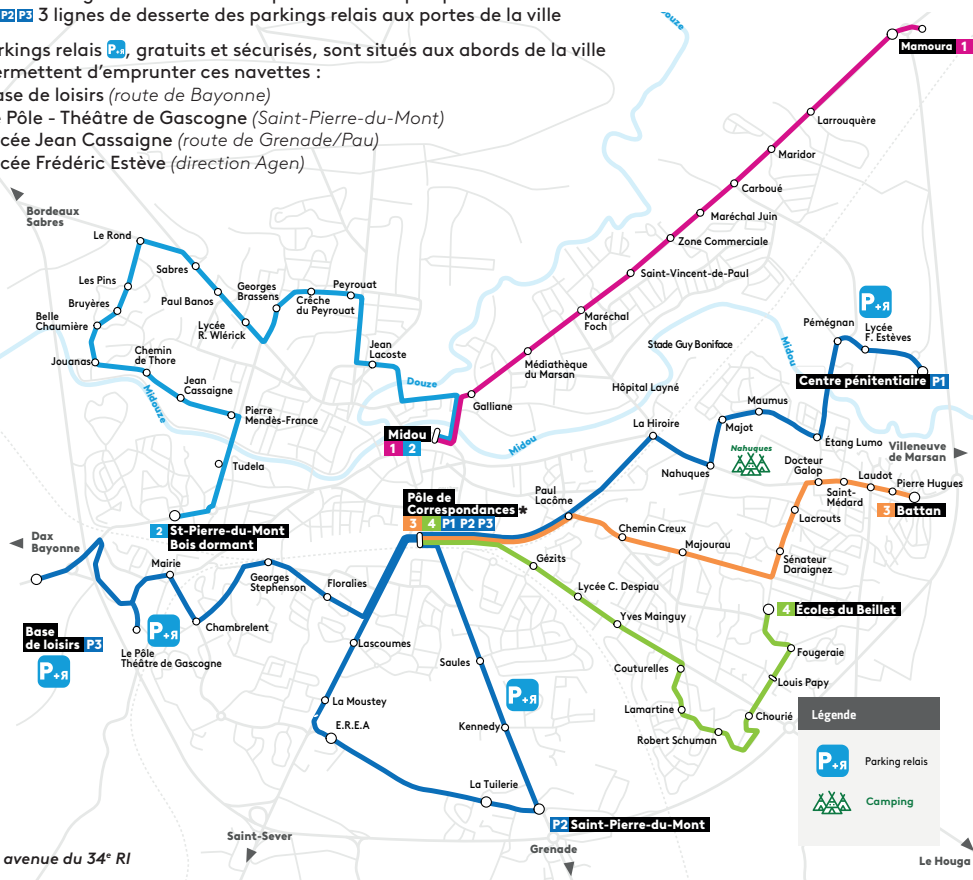 P2 P3 3 lignes de desserte des parkings relais aux portes de la ville
rkings relais P+R, gratuits et sécurisés, sont situés aux abords de la ville
ermettent d'emprunter ces navettes :
ase de loisirs (route de Bayonne)
e Pôle - Théâtre de Gascogne (Saint-Pierre-du-Mont)
cée Jean Cassaigne (route de Grenade/Pau)
cée Frédéric Estève (direction Agen)
Douze
Mamoura 1
Larrouquère
Maridor
Carboué
Maréchal Juin
Zone Commerciale
Saint-Vincent-de-Paul
Maréchal
Foch
Médiathèque
du Marsan
Galliane
Midou
1 2
Bordeaux
Sabres
Le Rond
Sabres
Les Pins
Paul Banos
Bruyères
Georges
Brassens
Crêche
du Peyrouat
Peyrouat
Belle
Chaumière
Lycée
R. Wlérick
Jean
Lacoste
Jouanas
Chemin
de Thore
Jean
Cassaigne
Midouze
Douze
Midou
Pierre
Mendès-France
Tudela
2 St-Pierre-du-Mont
Bois dormant
Stade Guy Boniface
Hôpital Layné
Midou
P+R
Pémégnan
Lycée
F. Estèves
Centre pénitentiaire P1
Maumus
La Hiroire
Majot
Étang Lumo
Nahuques
Nahuques
Villeneuve
de Marsan
Docteur
Galop
Laudot
Pierre Hugues
Saint-
Médard
3 Battan
Lacrouts
Paul
Lacôme
Chemin Creux
Majourau
Sénateur
Daraignez
Pôle de
Correspondances*
3 4 P1 P2 P3
Gézits
Lycée C. Despiau
Yves Mainguy
4 Écoles du Beillet
Fougeraie
Couturelles
Louis Papy
Lamartine
Chourié
Robert Schuman
Dax
Bayonne
Mairie
Georges
Stephenson
Floralies
Chambrelent
P+R
Base
de loisirs P3
P+R
Le Pôle
Théâtre de Gascogne
Lascoumes
La Moustey
E.R.E.A
Saules
P+R
Kennedy
La Tuilerie
P2 Saint-Pierre-du-Mont
Légende
P+R Parking relais
Camping
Saint-Sever
Grenade
Le Houga
avenue du 34e RI